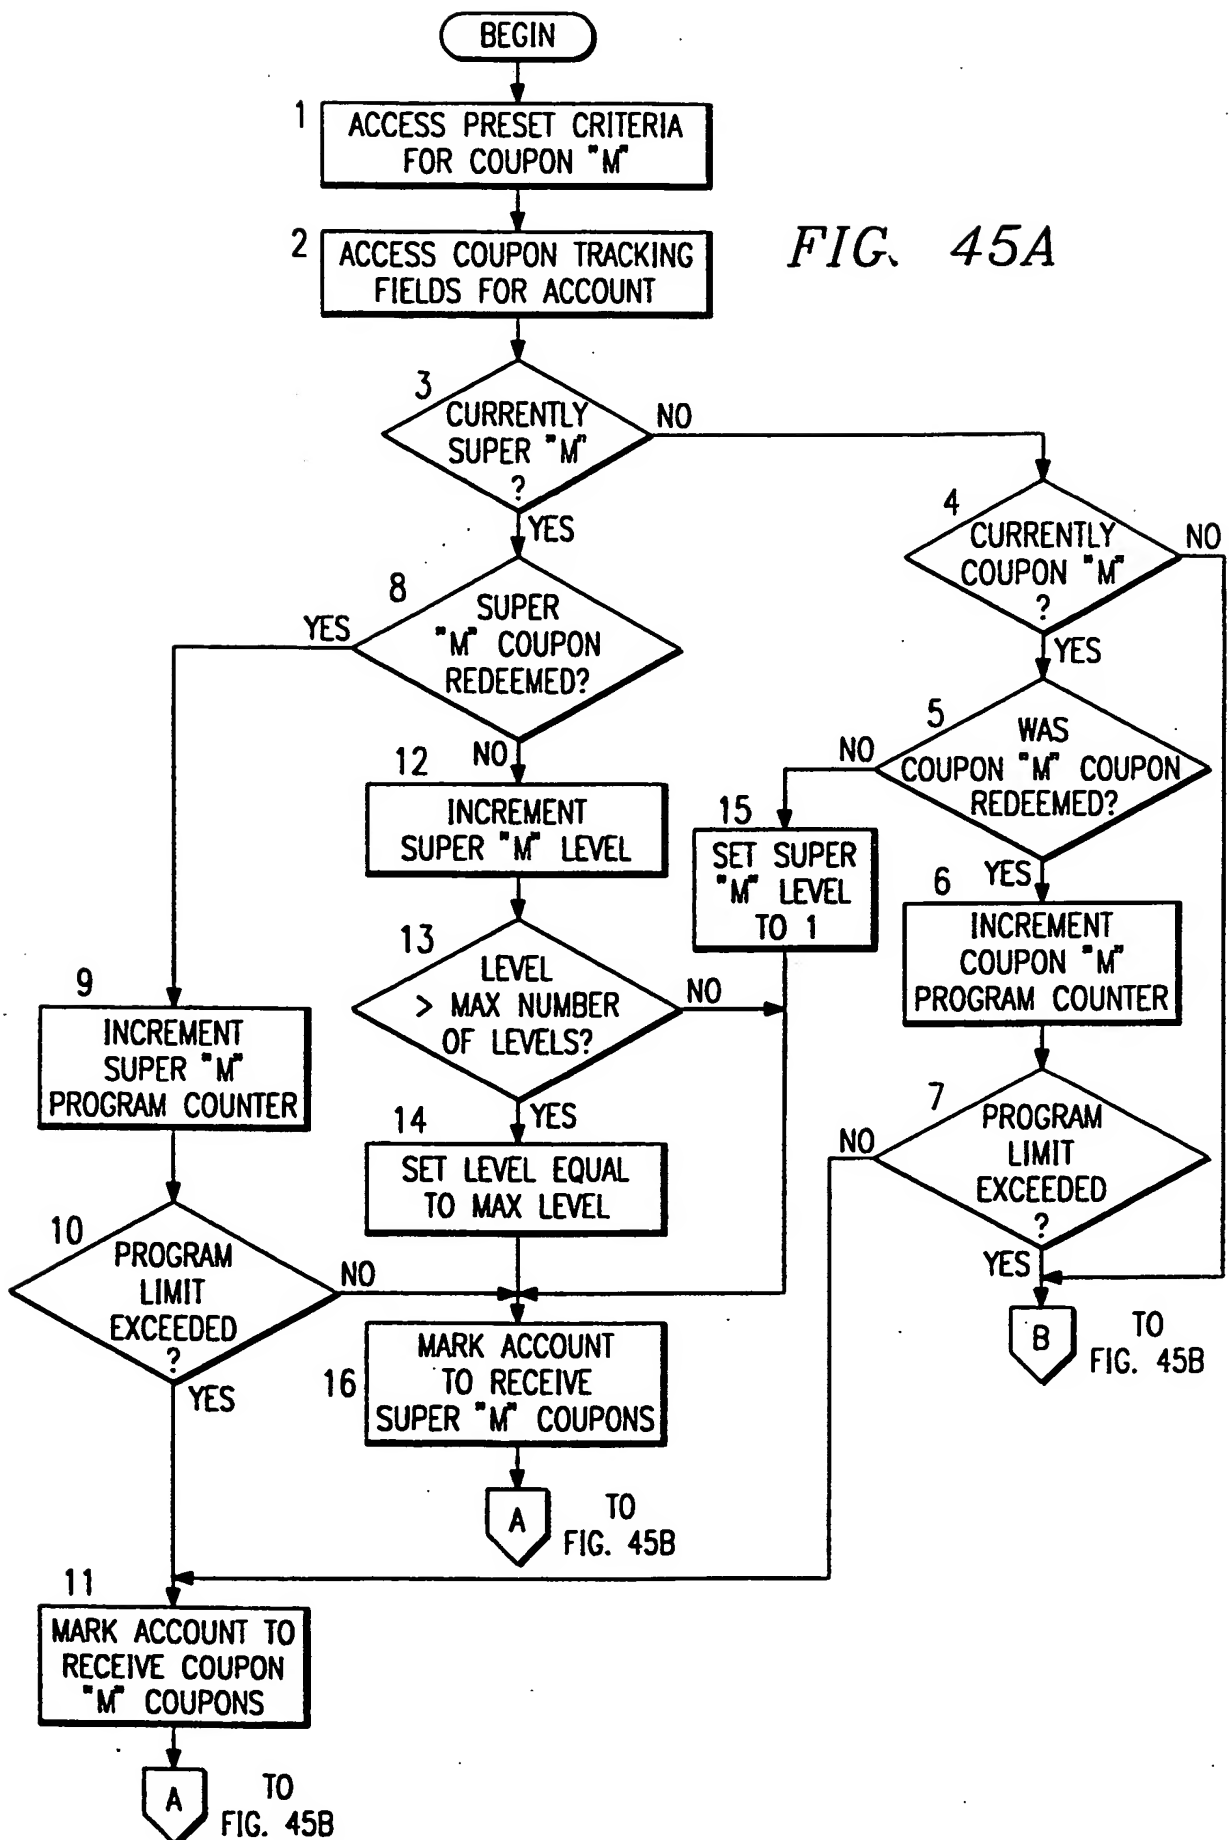 BEGIN
1
ACCESS PRESET CRITERIA
FOR COUPON "M"
FIG. 45A
2
ACCESS COUPON TRACKING
FIELDS FOR ACCOUNT
3
CURRENTLY
SUPER "M"
?
NO
YES
4
CURRENTLY
COUPON "M"
?
NO
YES
8
SUPER
"M" COUPON
REDEEMED?
YES
NO
5
WAS
COUPON "M" COUPON
REDEEMED?
NO
YES
12
INCREMENT
SUPER "M" LEVEL
15
SET SUPER
"M" LEVEL
TO 1
6
INCREMENT
COUPON "M"
PROGRAM COUNTER
13
LEVEL
> MAX NUMBER
OF LEVELS?
NO
YES
9
INCREMENT
SUPER "M"
PROGRAM COUNTER
7
PROGRAM
LIMIT
EXCEEDED
?
NO
YES
14
SET LEVEL EQUAL
TO MAX LEVEL
10
PROGRAM
LIMIT
EXCEEDED
?
NO
YES
B
TO
FIG. 45B
16
MARK ACCOUNT
TO RECEIVE
SUPER "M" COUPONS
A
TO
FIG. 45B
11
MARK ACCOUNT TO
RECEIVE COUPON
"M" COUPONS
A
TO
FIG. 45B